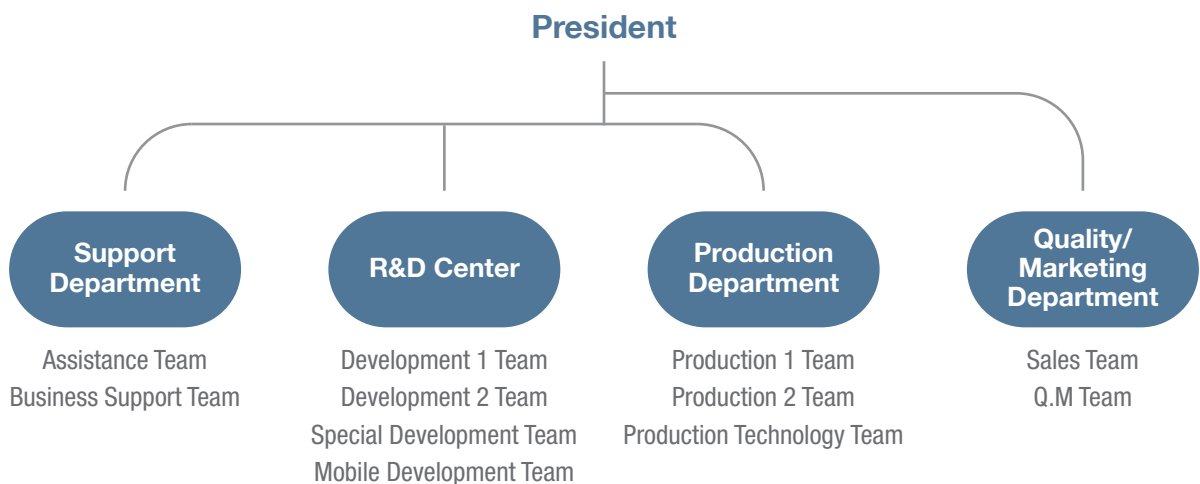 President
Support
Department
R&D Center
Production
Department
Quality/
Marketing
Department
Assistance Team
Business Support Team
Development 1 Team
Development 2 Team
Special Development Team
Mobile Development Team
Production 1 Team
Production 2 Team
Production Technology Team
Sales Team
Q.M Team